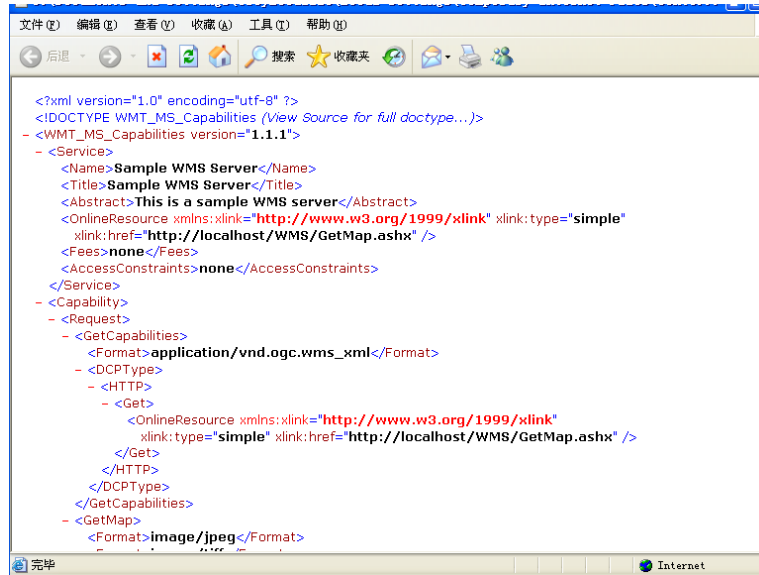 文件(F) 编辑(E) 查看(V) 收藏(A) 工具(T) 帮助(H)
后退 搜索 收藏夹
<?xml version="1.0" encoding="utf-8" ?>
<!DOCTYPE WMT_MS_Capabilities (View Source for full doctype...)>
- <WMT_MS_Capabilities version="1.1.1">
- <Service>
<Name>Sample WMS Server</Name>
<Title>Sample WMS Server</Title>
<Abstract>This is a sample WMS server</Abstract>
<OnlineResource xmlns:xlink="http://www.w3.org/1999/xlink" xlink:type="simple"
xlink:href="http://localhost/WMS/GetMap.ashx" />
<Fees>none</Fees>
<AccessConstraints>none</AccessConstraints>
</Service>
- <Capability>
- <Request>
- <GetCapabilities>
<Format>application/vnd.ogc.wms_xml</Format>
- <DCPType>
- <HTTP>
- <Get>
<OnlineResource xmlns:xlink="http://www.w3.org/1999/xlink"
xlink:type="simple" xlink:href="http://localhost/WMS/GetMap.ashx" />
</Get>
</HTTP>
</DCPType>
</GetCapabilities>
- <GetMap>
<Format>image/jpeg</Format>
完毕 Internet